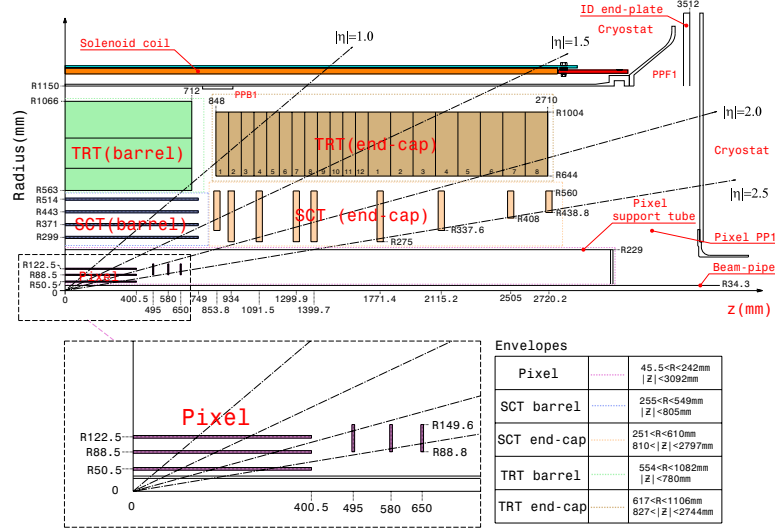 3512
ID end-plate
Cryostat
Solenoid coil
|η|=1.0
|η|=1.5
PPF1
R1150
PPB1
R1066
712
848
2710
R1004
TRT(barrel)
TRT(end-cap)
1 2 3 4 5 6 7 8 9 10 11 12 1 2 3 4 5 6 7 8
|η|=2.0
Cryostat
R644
Radius(mm)
R563
R514
R443
R371
R299
SCT(barrel)
SCT (end-cap)
R560
R438.8
R408
R337.6
R275
|η|=2.5
Pixel
support tube
Pixel PP1
R229
R122.5
R88.5
R50.5
Pixel
Beam-pipe
R34.3
0
0
400.5
580
749
934
1299.9
1771.4
2115.2
2505
2720.2
495
650
853.8
1091.5
1399.7
z(mm)
Envelopes
Pixel
45.5<R<242mm
|Z|<3092mm
SCT barrel
255<R<549mm
|Z|<805mm
SCT end-cap
251<R<610mm
810<|Z|<2797mm
TRT barrel
554<R<1082mm
|Z|<780mm
TRT end-cap
617<R<1106mm
827<|Z|<2744mm
Pixel
R122.5
R88.5
R50.5
R149.6
R88.8
0
0
400.5
495
580
650